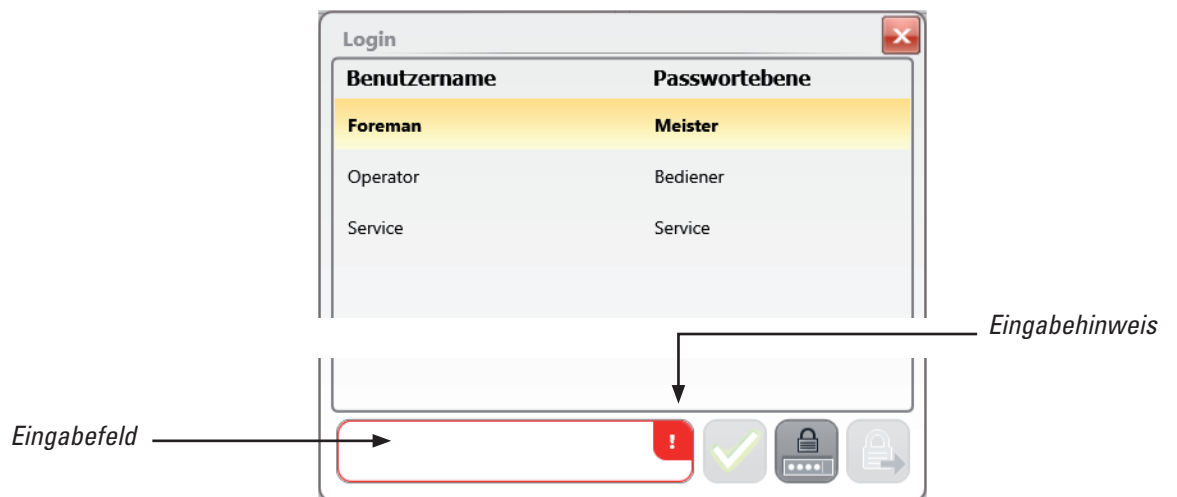 Login
Benutzername Passwortebene
Foreman Meister
Operator Bediener
Service Service
Eingabehinweis
Eingabefeld
!